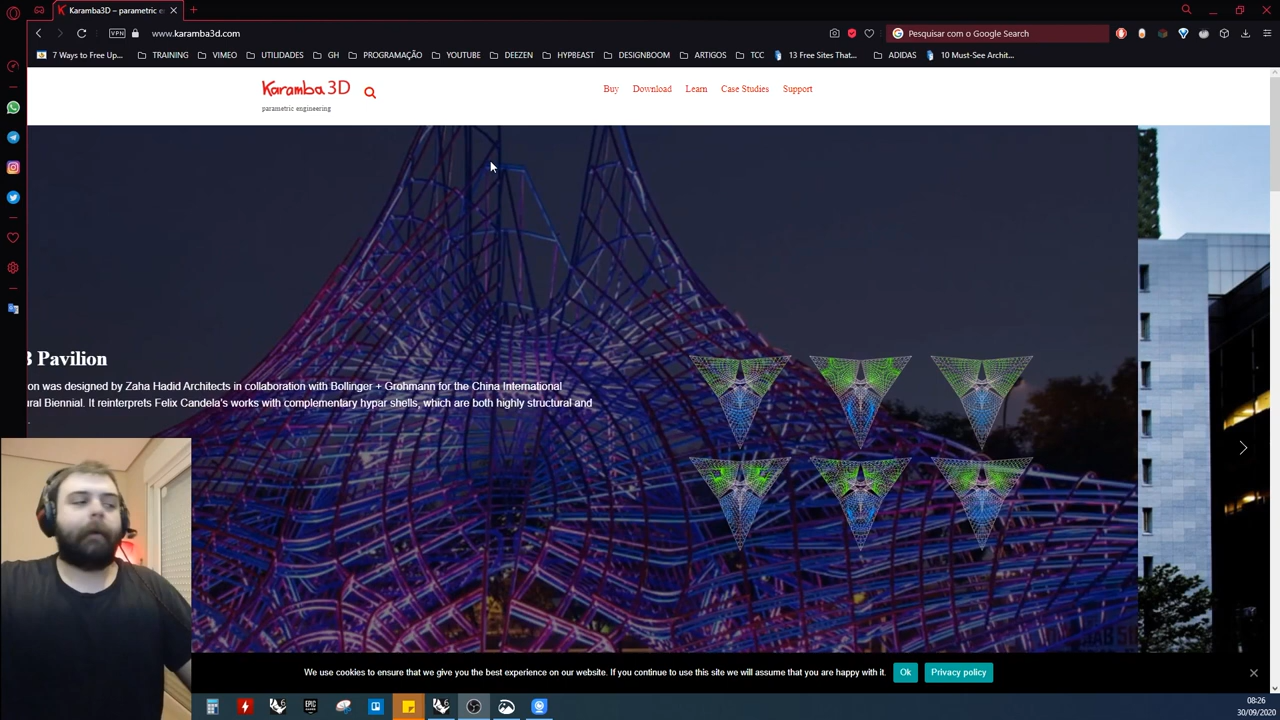 Karamba3D – parametric e
VPN
www.karamba3d.com
Pesquisar com o Google Search
7 Ways to Free Up...
TRAINING
VIMEO
UTILIDADES
GH
PROGRAMAÇÃO
YOUTUBE
DEEZEN
HYPBEAST
DESIGNBOOM
ARTIGOS
TCC
13 Free Sites That...
ADIDAS
10 Must-See Archit...
Karamba 3D
parametric engineering
Buy
Download
Learn
Case Studies
Support
Pavilion
on was designed by Zaha Hadid Architects in collaboration with Bollinger + Grohmann for the China International
ural Biennial. It reinterprets Felix Candela's works with complementary hypar shells, which are both highly structural and
We use cookies to ensure that we give you the best experience on our website. If you continue to use this site we will assume that you are happy with it.
Ok
Privacy policy
EPIC
08:26
30/09/2020